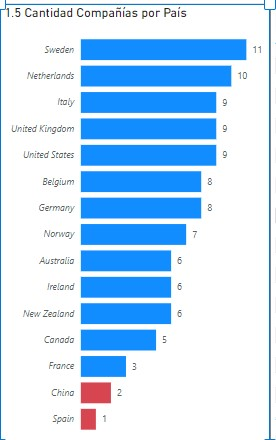 1.5 Cantidad Compañías por País
Sweden 11
Netherlands 10
Italy 9
United Kingdom 9
United States 9
Belgium 8
Germany 8
Norway 7
Australia 6
Ireland 6
New Zealand 6
Canada 5
France 3
China 2
Spain 1